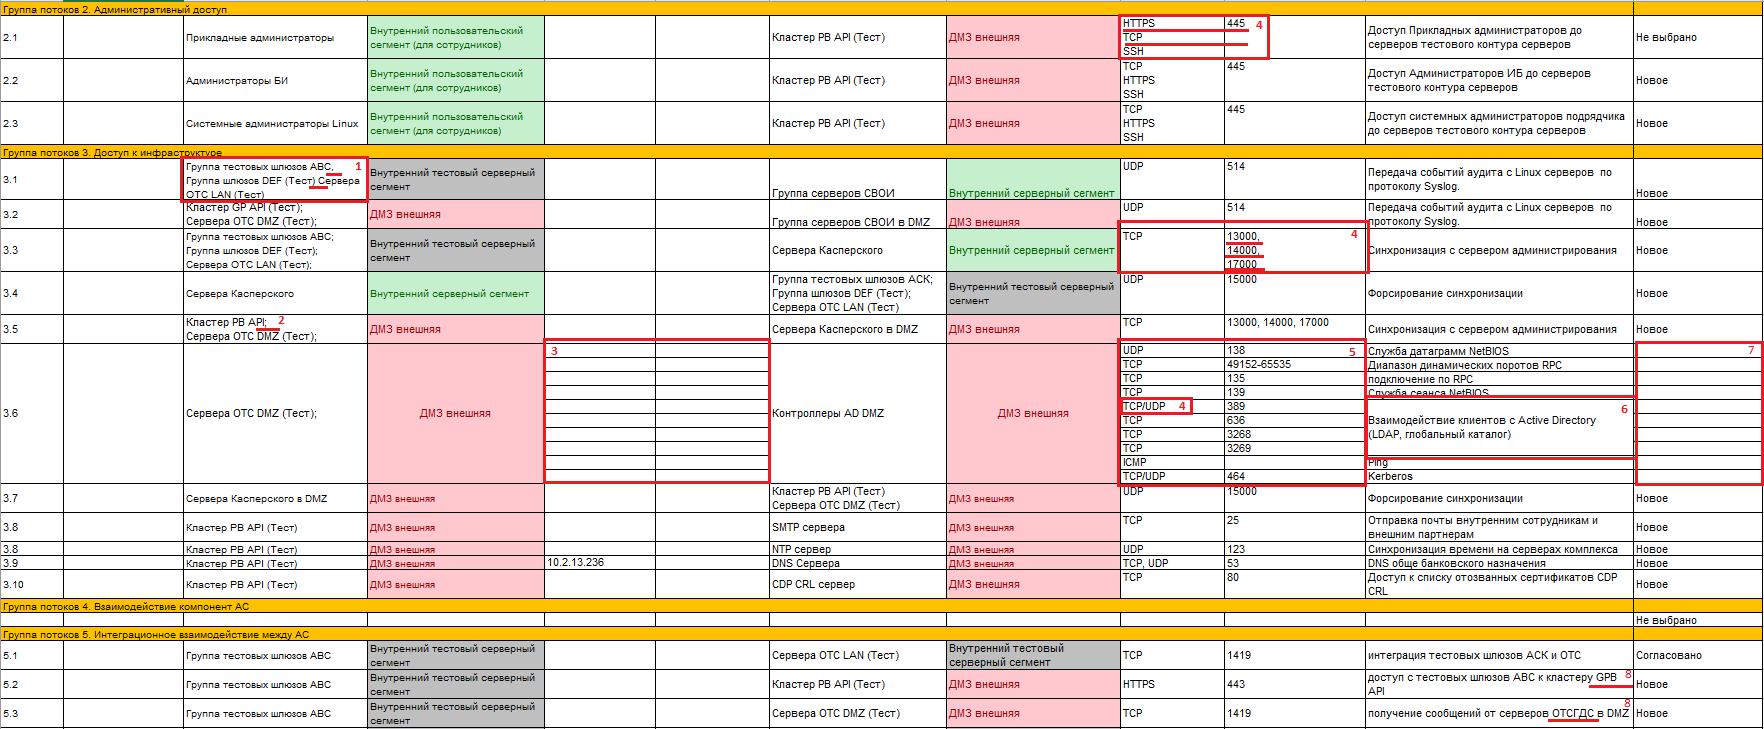 Группа потоков 2. Административный доступ
2.1 Прикладные администраторы Внутренний пользовательский сегмент (для сотрудников) Кластер PB API (Тест) ДМЗ внешняя HTTPS 445 4 Доступ Прикладных администраторов до серверов тестового контура серверов Не выбрано
TCP
SSH
2.2 Администраторы БИ Внутренний пользовательский сегмент (для сотрудников) Кластер PB API (Тест) ДМЗ внешняя TCP 445 Доступ Администраторов ИБ до серверов тестового контура серверов Новое
HTTPS
SSH
2.3 Системные администраторы Linux Внутренний пользовательский сегмент (для сотрудников) Кластер PB API (Тест) ДМЗ внешняя TCP 445 Доступ системных администраторов подрядчика до серверов тестового контура серверов Новое
HTTPS
SSH
Группа потоков 3. Доступ к инфраструктуре
3.1 Группа тестовых шлюзов ABC, 1 Внутренний тестовый серверный сегмент Группа серверов СВОИ Внутренний серверный сегмент UDP 514 Передача событий аудита с Linux серверов по протоколу Syslog. Новое
Группа шлюзов DEF (Тест) Сервера
ОТС LAN (Тест)
3.2 Кластер GP API (Тест); ДМЗ внешняя Группа серверов СВОИ в DMZ ДМЗ внешняя UDP 514 Передача событий аудита с Linux серверов по протоколу Syslog. Новое
Сервера ОТС DMZ (Тест);
3.3 Группа тестовых шлюзов ABC; Внутренний тестовый серверный сегмент Сервера Касперского Внутренний серверный сегмент TCP 13000, 4 Синхронизация с сервером администрирования Новое
Группа шлюзов DEF (Тест); 14000,
Сервера ОТС LAN (Тест); 17000
3.4 Сервера Касперского Внутренний серверный сегмент Группа тестовых шлюзов АСК; Внутренний тестовый серверный сегмент UDP 15000 Форсирование синхронизации Новое
Группа шлюзов DEF (Тест);
Сервера ОТС LAN (Тест)
3.5 Кластер PB API; 2 ДМЗ внешняя Сервера Касперского в DMZ ДМЗ внешняя TCP 13000, 14000, 17000 Синхронизация с сервером администрирования Новое
Сервера ОТС DMZ (Тест);
3.6 Сервера ОТС DMZ (Тест); ДМЗ внешняя 3 Контроллеры AD DMZ ДМЗ внешняя UDP 138 5 Служба датаграмм NetBIOS 7
TCP 49152-65535 Диапазон динамических поротов RPC
TCP 135 подключение по RPC
TCP 139 Служба сеанса NetBIOS
TCP/UDP 4 389 Взаимодействие клиентов с Active Directory (LDAP, глобальный каталог) 6
TCP 636
TCP 3268
TCP 3269
ICMP Ping
TCP/UDP 464 Kerberos
3.7 Сервера Касперского в DMZ ДМЗ внешняя Кластер PB API (Тест) ДМЗ внешняя UDP 15000 Форсирование синхронизации Новое
Сервера ОТС DMZ (Тест)
3.8 Кластер PB API (Тест) ДМЗ внешняя SMTP сервера ДМЗ внешняя TCP 25 Отправка почты внутренним сотрудникам и внешним партнерам Новое
3.8 Кластер PB API (Тест) ДМЗ внешняя NTP сервер ДМЗ внешняя UDP 123 Синхронизация времени на серверах комплекса Новое
3.9 Кластер PB API (Тест) ДМЗ внешняя 10.2.13.236 DNS Сервера ДМЗ внешняя TCP, UDP 53 DNS обще банковского назначения Новое
3.10 Кластер PB API (Тест) ДМЗ внешняя CDP CRL сервер ДМЗ внешняя TCP 80 Доступ к списку отозванных сертификатов CDP CRL Новое
Группа потоков 4. Взаимодействие компонент АС
Не выбрано
Группа потоков 5. Интеграционное взаимодействие между АС
5.1 Группа тестовых шлюзов ABC Внутренний тестовый серверный сегмент Сервера ОТС LAN (Тест) Внутренний тестовый серверный сегмент TCP 1419 интеграция тестовых шлюзов АСК и ОТС Согласовано
5.2 Группа тестовых шлюзов ABC Внутренний тестовый серверный сегмент Кластер PB API (Тест) ДМЗ внешняя HTTPS 443 доступ с тестовых шлюзов ABC к кластеру GPB API 8 Новое
5.3 Группа тестовых шлюзов ABC Внутренний тестовый серверный сегмент Сервера ОТС DMZ (Тест) ДМЗ внешняя TCP 1419 получение сообщений от серверов ОТСГДС в DMZ 8 Новое